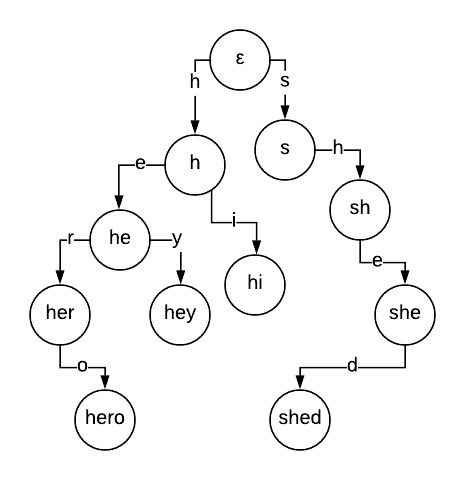 ε
h s
h s h
e sh
i
he
r y e
her hey hi she
o d
hero shed